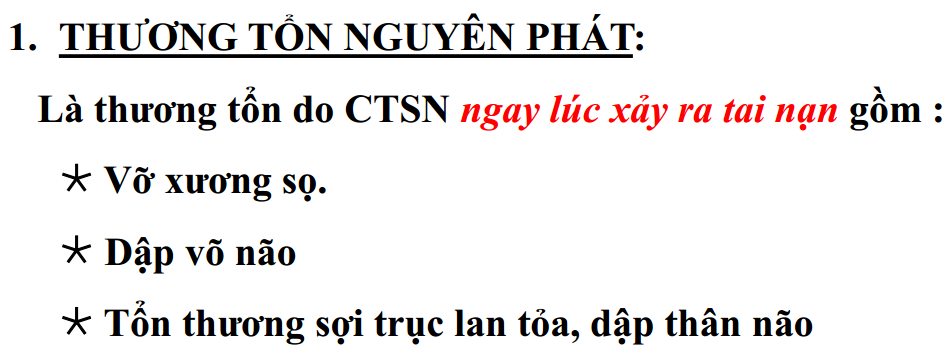 1. THƯƠNG TỔN NGUYÊN PHÁT:
Là thương tổn do CTSN ngay lúc xảy ra tai nạn gồm :
* Vỡ xương sọ.
* Dập võ não
* Tổn thương sợi trục lan tỏa, dập thân não